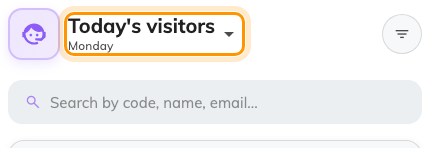 Today's visitors
Monday
Search by code, name, email...